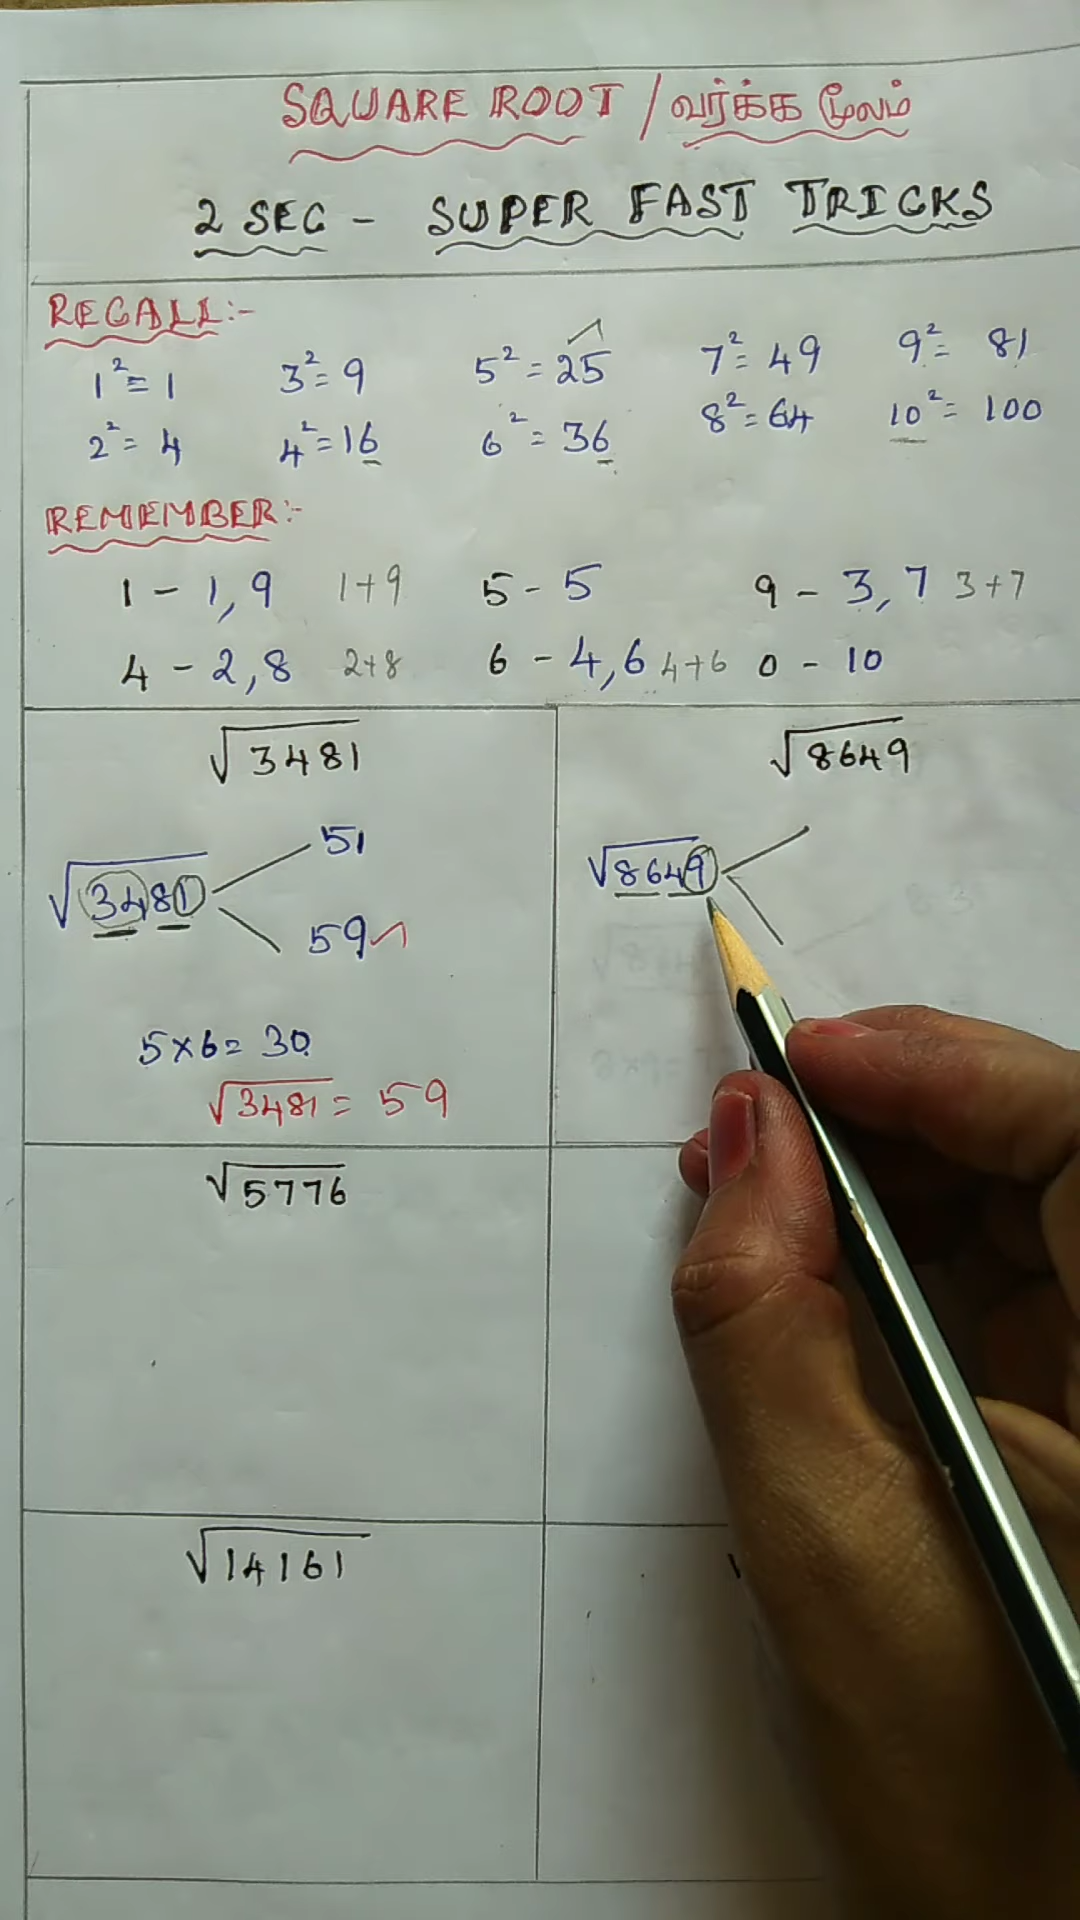 SQUARE ROOT / வர்க்க மூலம்
2 SEC - SUPER FAST TRICKS
RECALL:-
1² = 1 3² = 9 5² = 25 7² = 49 9² = 81
2² = 4 4² = 16 6² = 36 8² = 64 10² = 100
REMEMBER:-
1 - 1, 9 1+9 5 - 5 9 - 3, 7 3+7
4 - 2, 8 2+8 6 - 4, 6 4+6 0 - 10
√3481
√3481
51
59
5×6= 30
√3481 = 59
√8649
√8649
√5776
√14161